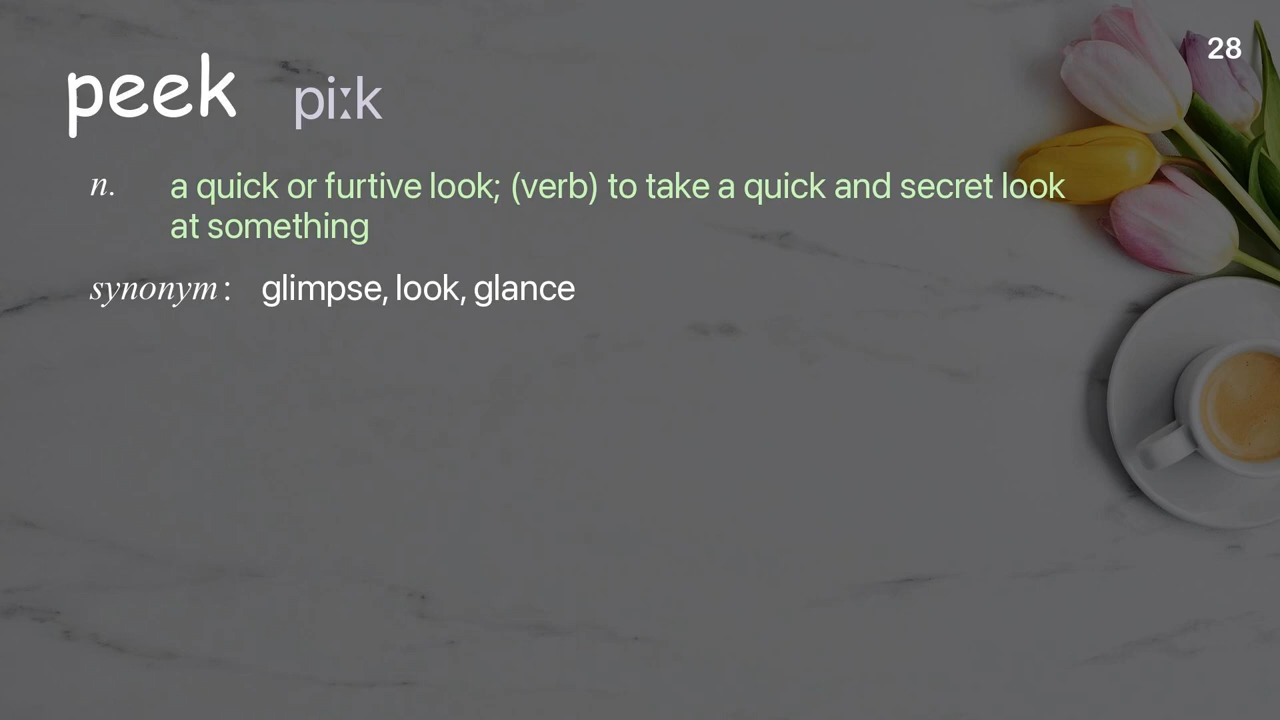 28
peek piːk
n. a quick or furtive look; (verb) to take a quick and secret look
at something
synonym: glimpse, look, glance